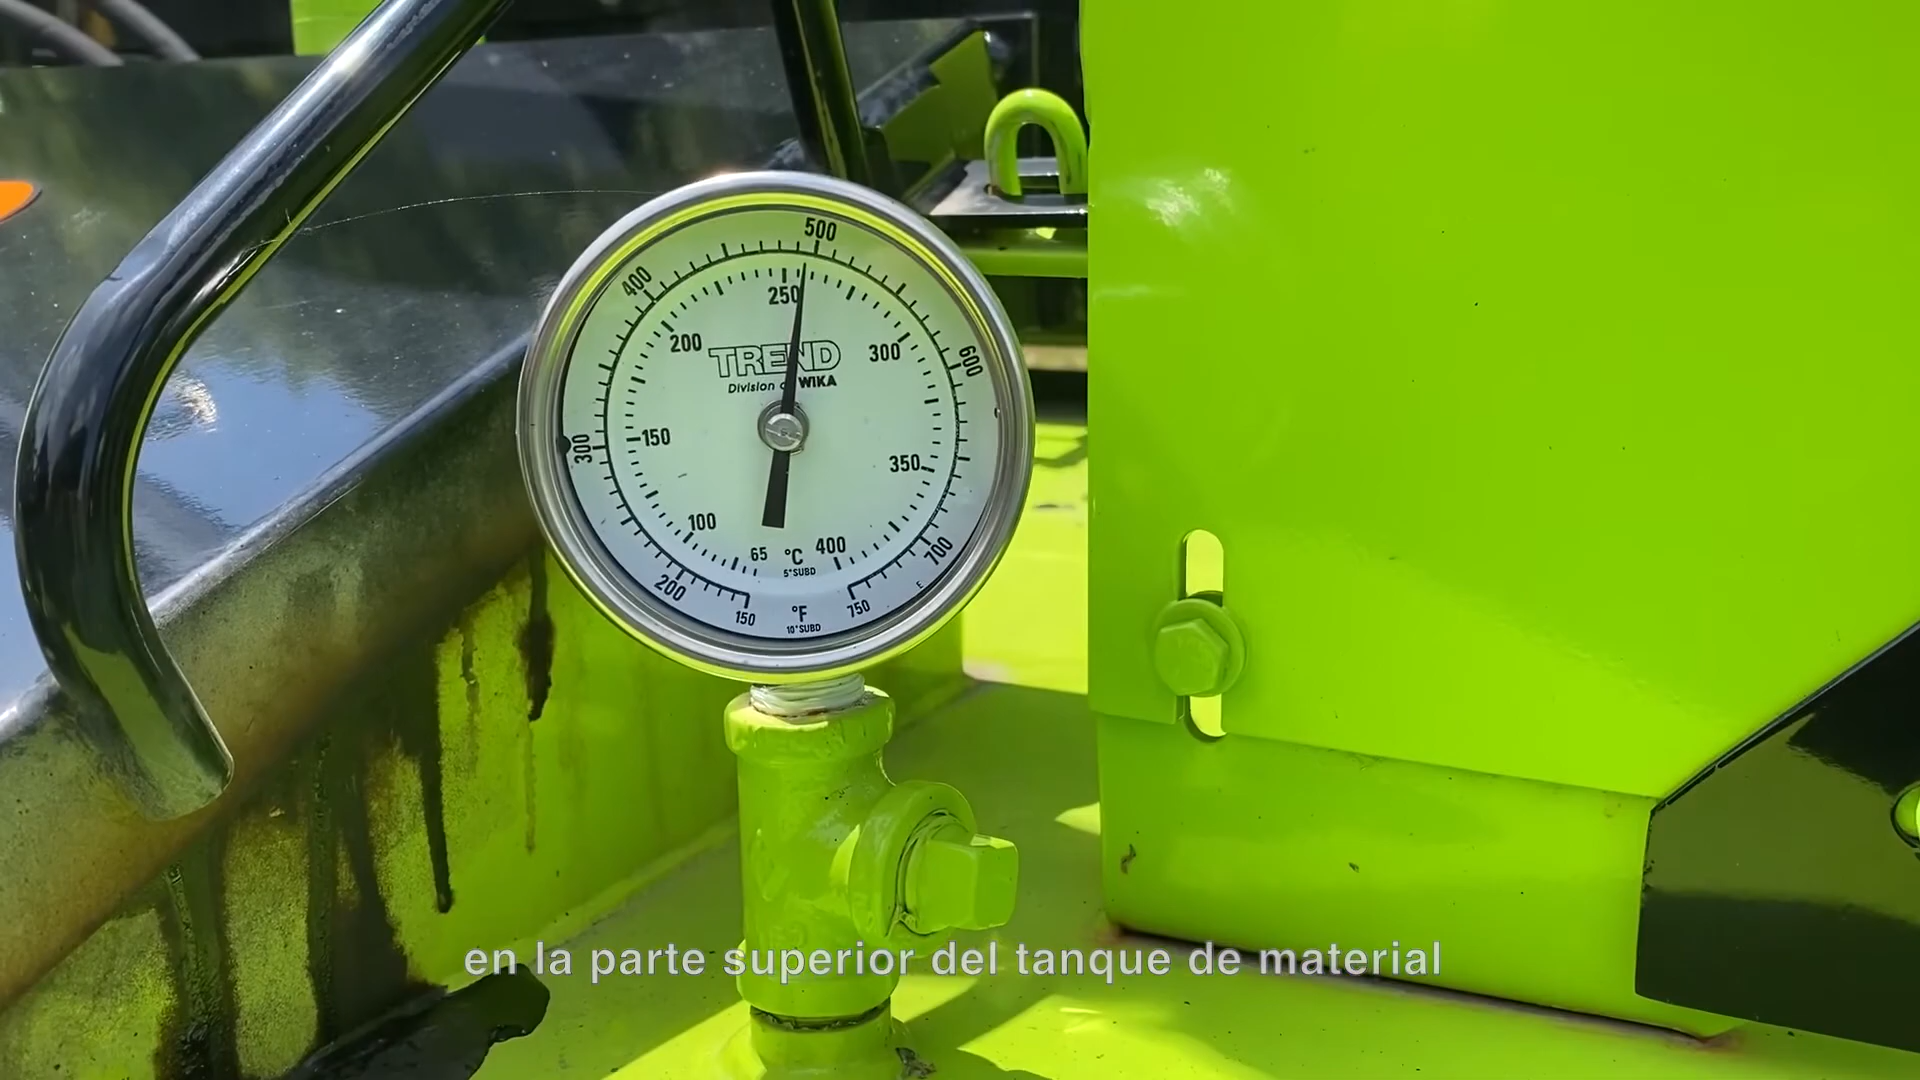 500
400
250
200
TREND
300
600
Division of WIKA
300
150
350
100
65 °C 400
5°SUBD
700
200
150 °F 750
10°SUBD
E
en la parte superior del tanque de material